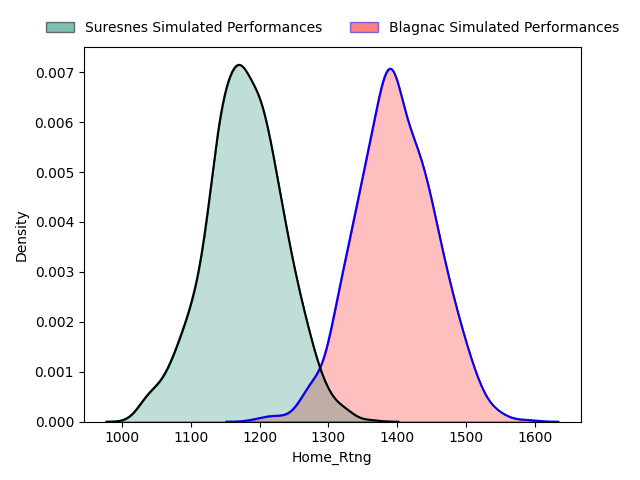 Suresnes Simulated Performances Blagnac Simulated Performances
0.007
0.006
0.005
0.004
0.003
0.002
0.001
0.000
Density
1000 1100 1200 1300 1400 1500 1600
Home_Rtng